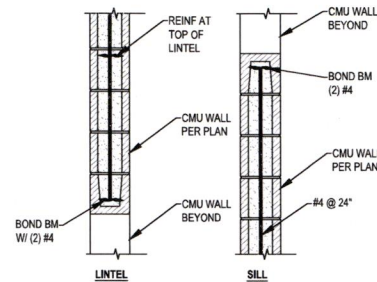 REINF AT
TOP OF
LINTEL
CMU WALL
PER PLAN
CMU WALL
BEYOND
BOND BM
W/ (2) #4
LINTEL
CMU WALL
BEYOND
BOND BM
(2) #4
CMU WALL
PER PLAN
#4 @ 24"
SILL